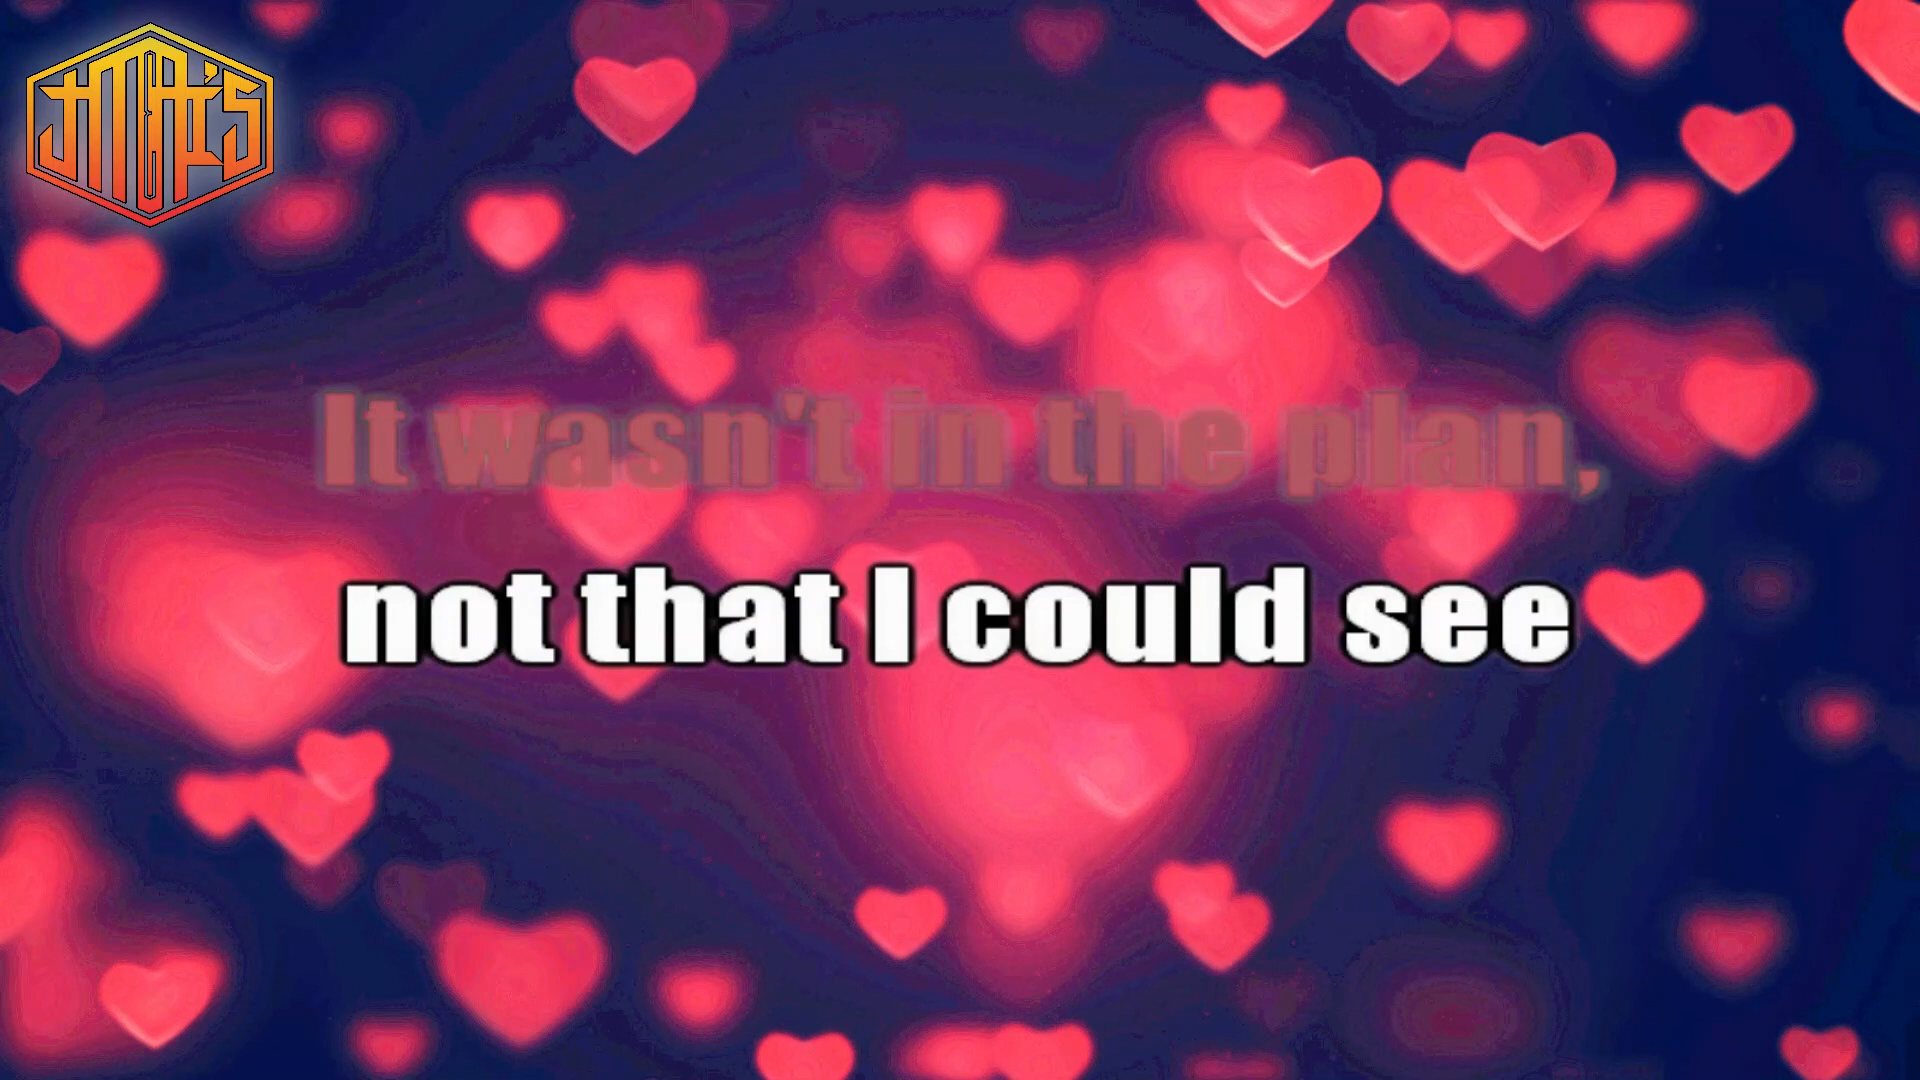 It wasn't in the plan,
not that I could see